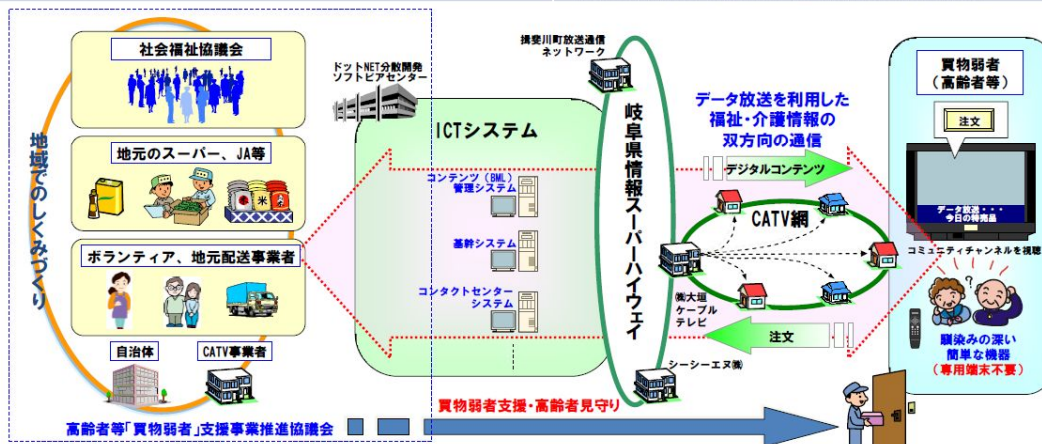 社会福祉協議会
地元のスーパー、JA等
米
ボランティア、地元配送事業者
自治体
CATV事業者
地域でのしくみづくり
高齢者等「買物弱者」支援事業推進協議会
ドットNET分散開発
ソフトピアセンター
ICTシステム
コンテンツ（BML）
管理システム
基幹システム
コンタクトセンター
システム
揖斐川町放送通信
ネットワーク
岐阜県情報スーパーハイウェイ
シーシーエヌ㈱
データ放送を利用した
福祉・介護情報の
双方向の通信
デジタルコンテンツ
CATV網
㈱大垣
ケーブル
テレビ
注文
買物弱者支援・高齢者見守り
買物弱者
（高齢者等）
注文
データ放送・・・
今日の特売品
コミュニティチャンネルを視聴
?
馴染みの深い
簡単な機器
（専用端末不要）